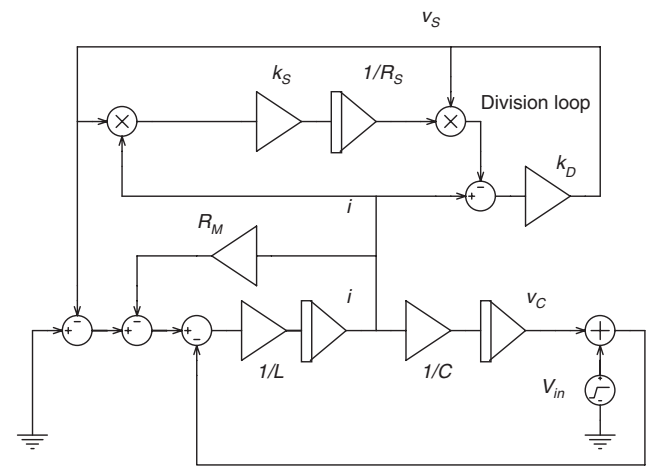 v_S
k_S
1/R_S
Division loop
k_D
i
R_M
i
v_C
1/L
1/C
V_in